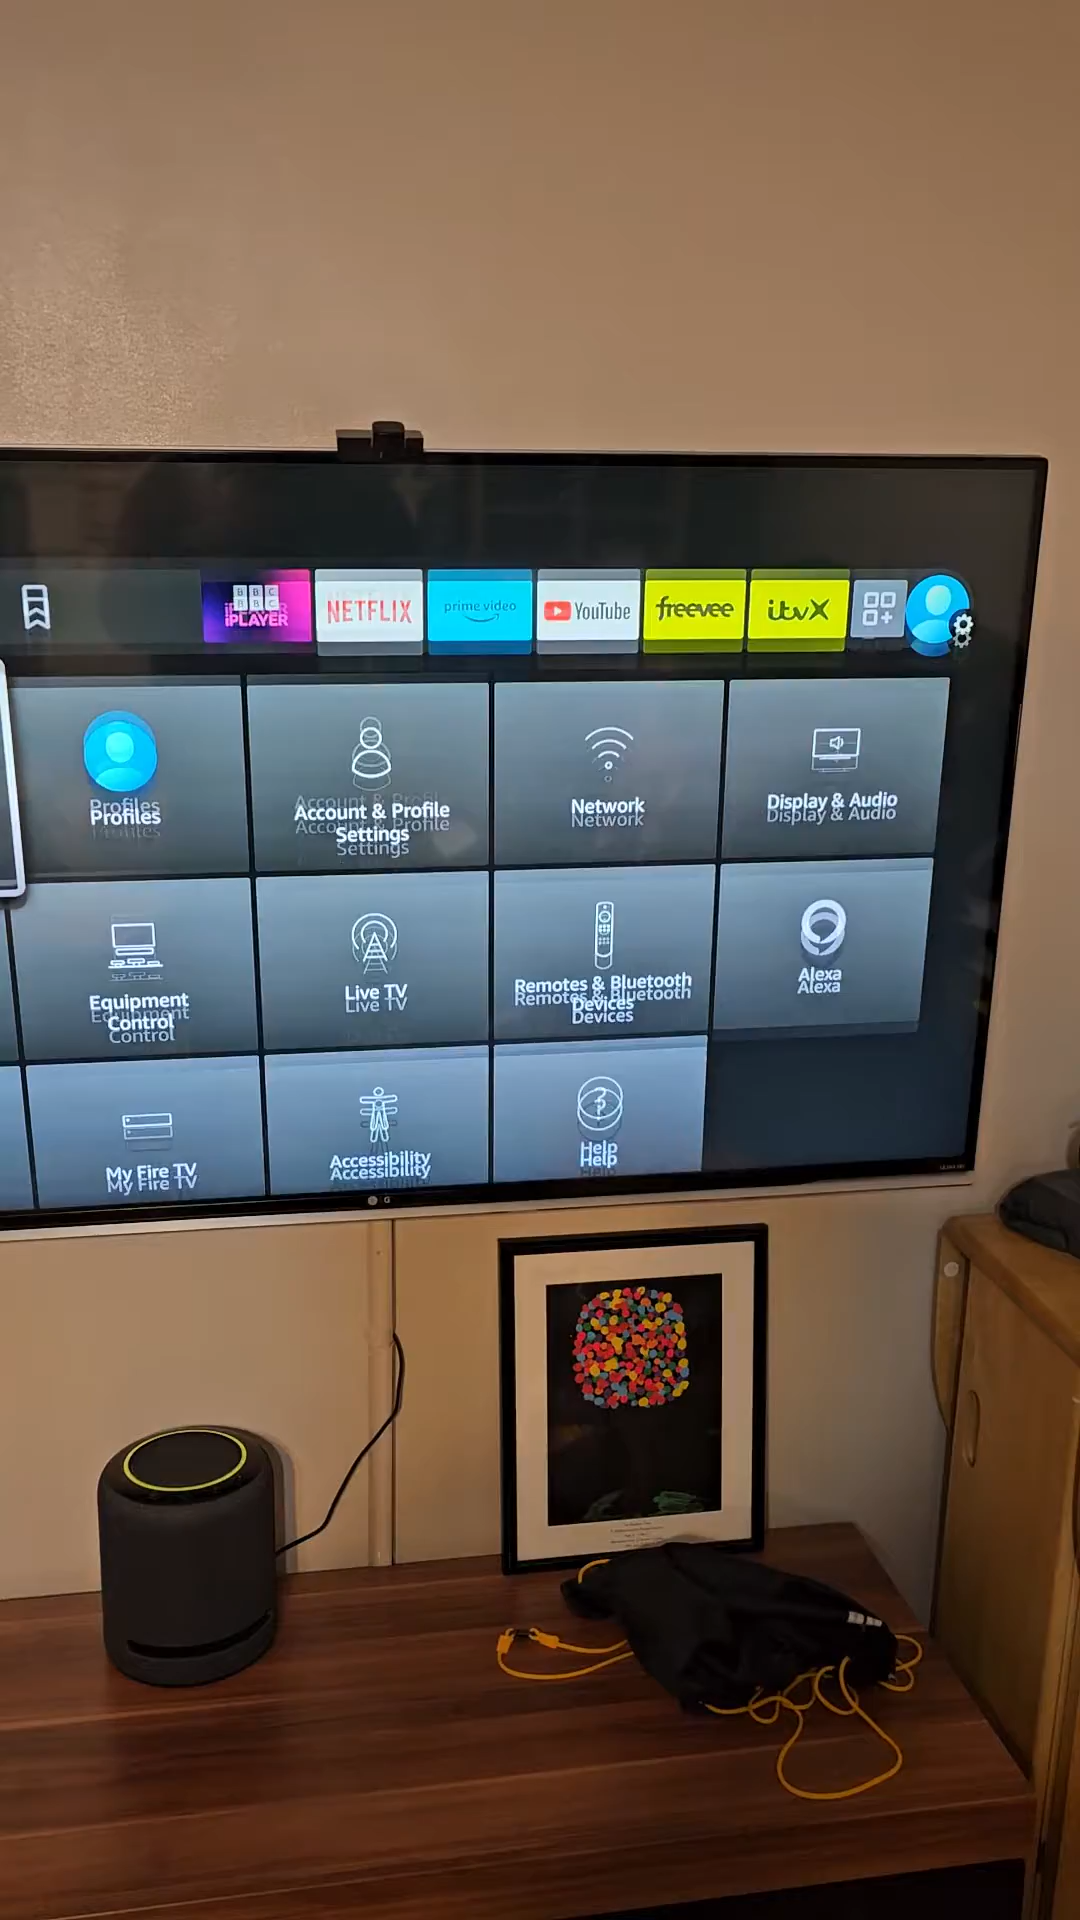 BBC
iPLAYER
NETFLIX
prime video
YouTube
freevee
itvX
Profiles
Account & Profile
Settings
Network
Display & Audio
Equipment
Control
Live TV
Remotes & Bluetooth
Devices
Alexa
My Fire TV
Accessibility
Help